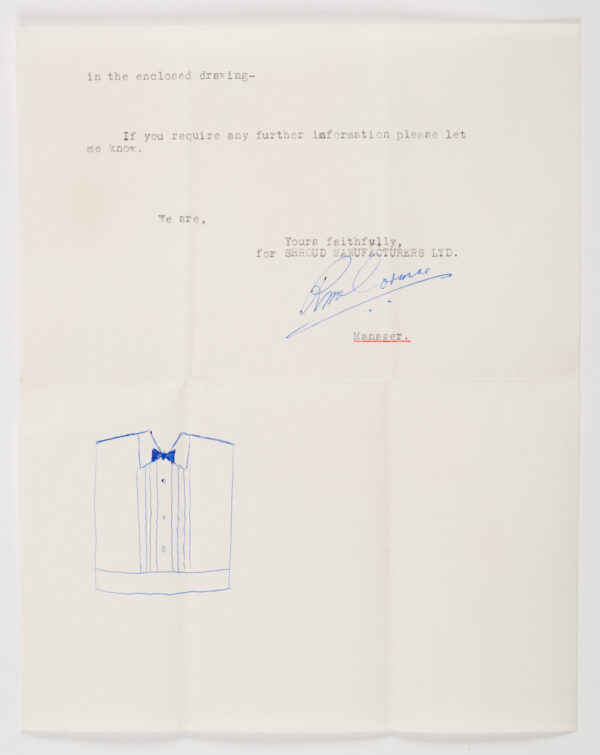 in the enclosed drawing-
If you require any further information please let
me know.
We are,
Yours faithfully,
for SHROUD MANUFACTURERS LTD.
Manager.